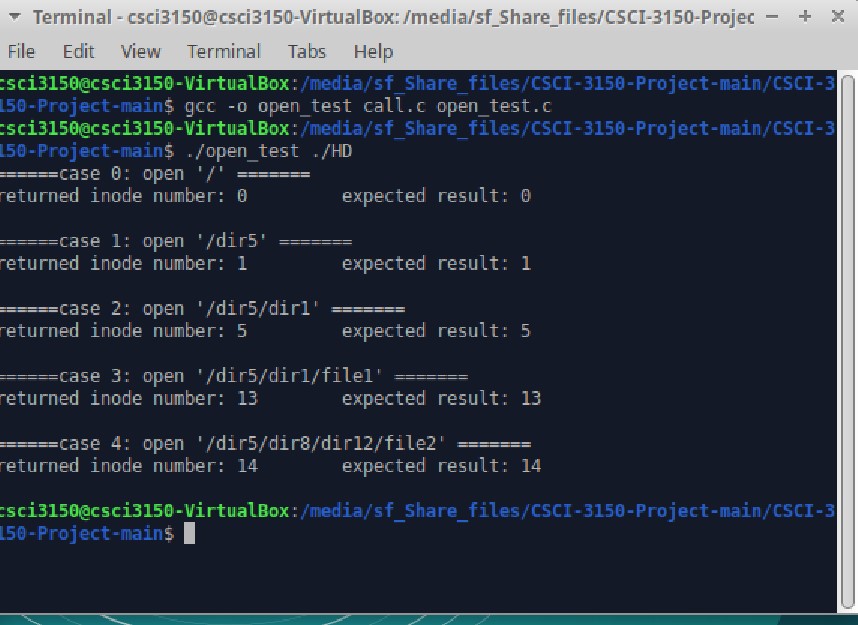 Terminal - csci3150@csci3150-VirtualBox: /media/sf_Share_files/CSCI-3150-Projec
File Edit View Terminal Tabs Help
csci3150@csci3150-VirtualBox:/media/sf_Share_files/CSCI-3150-Project-main/CSCI-3
150-Project-main$ gcc -o open_test call.c open_test.c
csci3150@csci3150-VirtualBox:/media/sf_Share_files/CSCI-3150-Project-main/CSCI-3
150-Project-main$ ./open_test ./HD
======case 0: open '/' =======
returned inode number: 0 expected result: 0
======case 1: open '/dir5' =======
returned inode number: 1 expected result: 1
======case 2: open '/dir5/dir1' =======
returned inode number: 5 expected result: 5
======case 3: open '/dir5/dir1/file1' =======
returned inode number: 13 expected result: 13
======case 4: open '/dir5/dir8/dir12/file2' =======
returned inode number: 14 expected result: 14
csci3150@csci3150-VirtualBox:/media/sf_Share_files/CSCI-3150-Project-main/CSCI-3
150-Project-main$